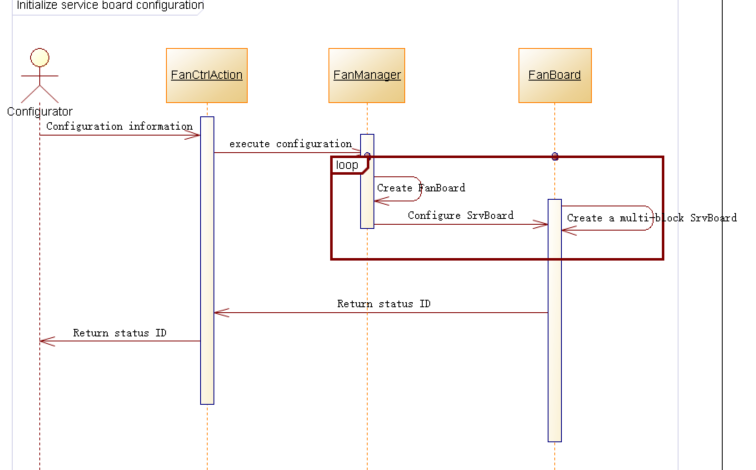 Initialize service board configuration
FanCtrlAction
FanManager
FanBoard
Configurator
Configuration information
execute configuration
loop
Create FanBoard
Configure SrvBoard
Create a multi-block SrvBoard
Return status ID
Return status ID